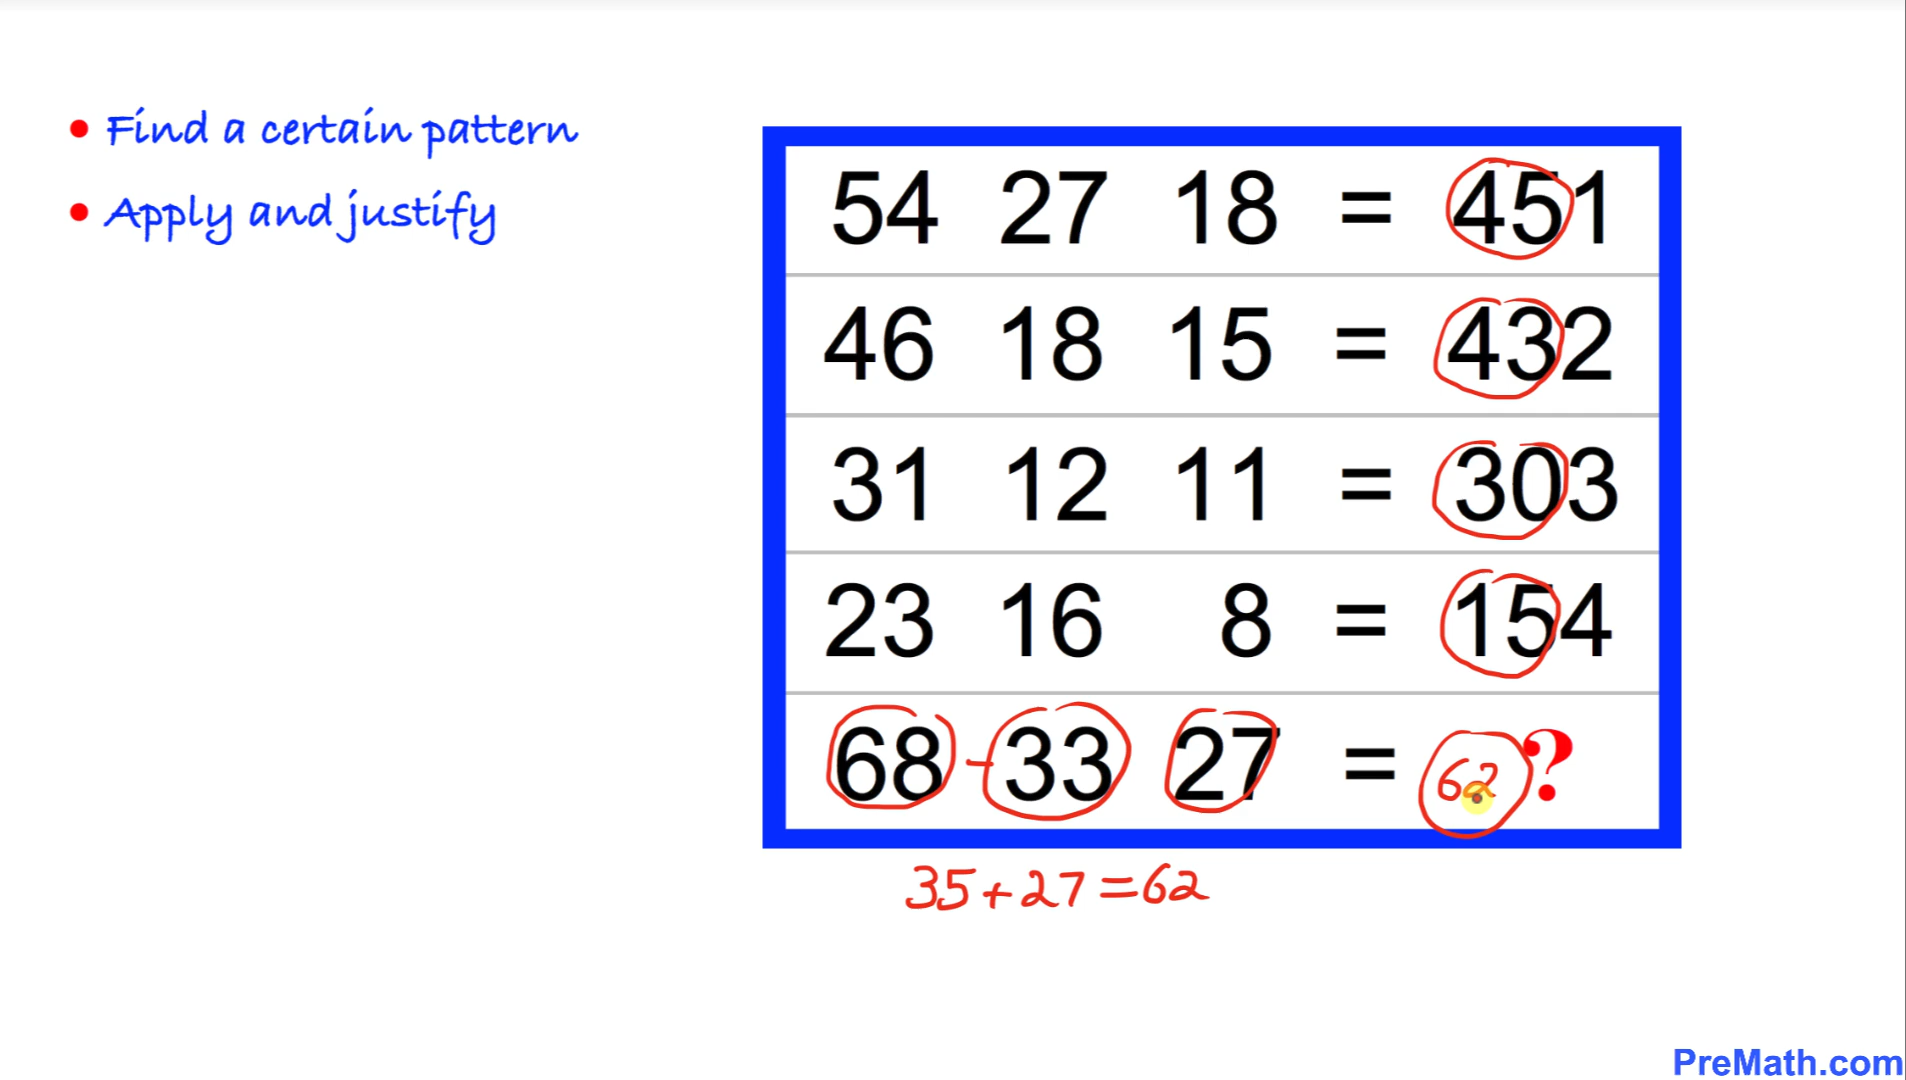 • Find a certain pattern
• Apply and justify
54 27 18 = 451
46 18 15 = 432
31 12 11 = 303
23 16 8 = 154
68 - 33 27 = 62 ?
35 + 27 = 62
PreMath.com